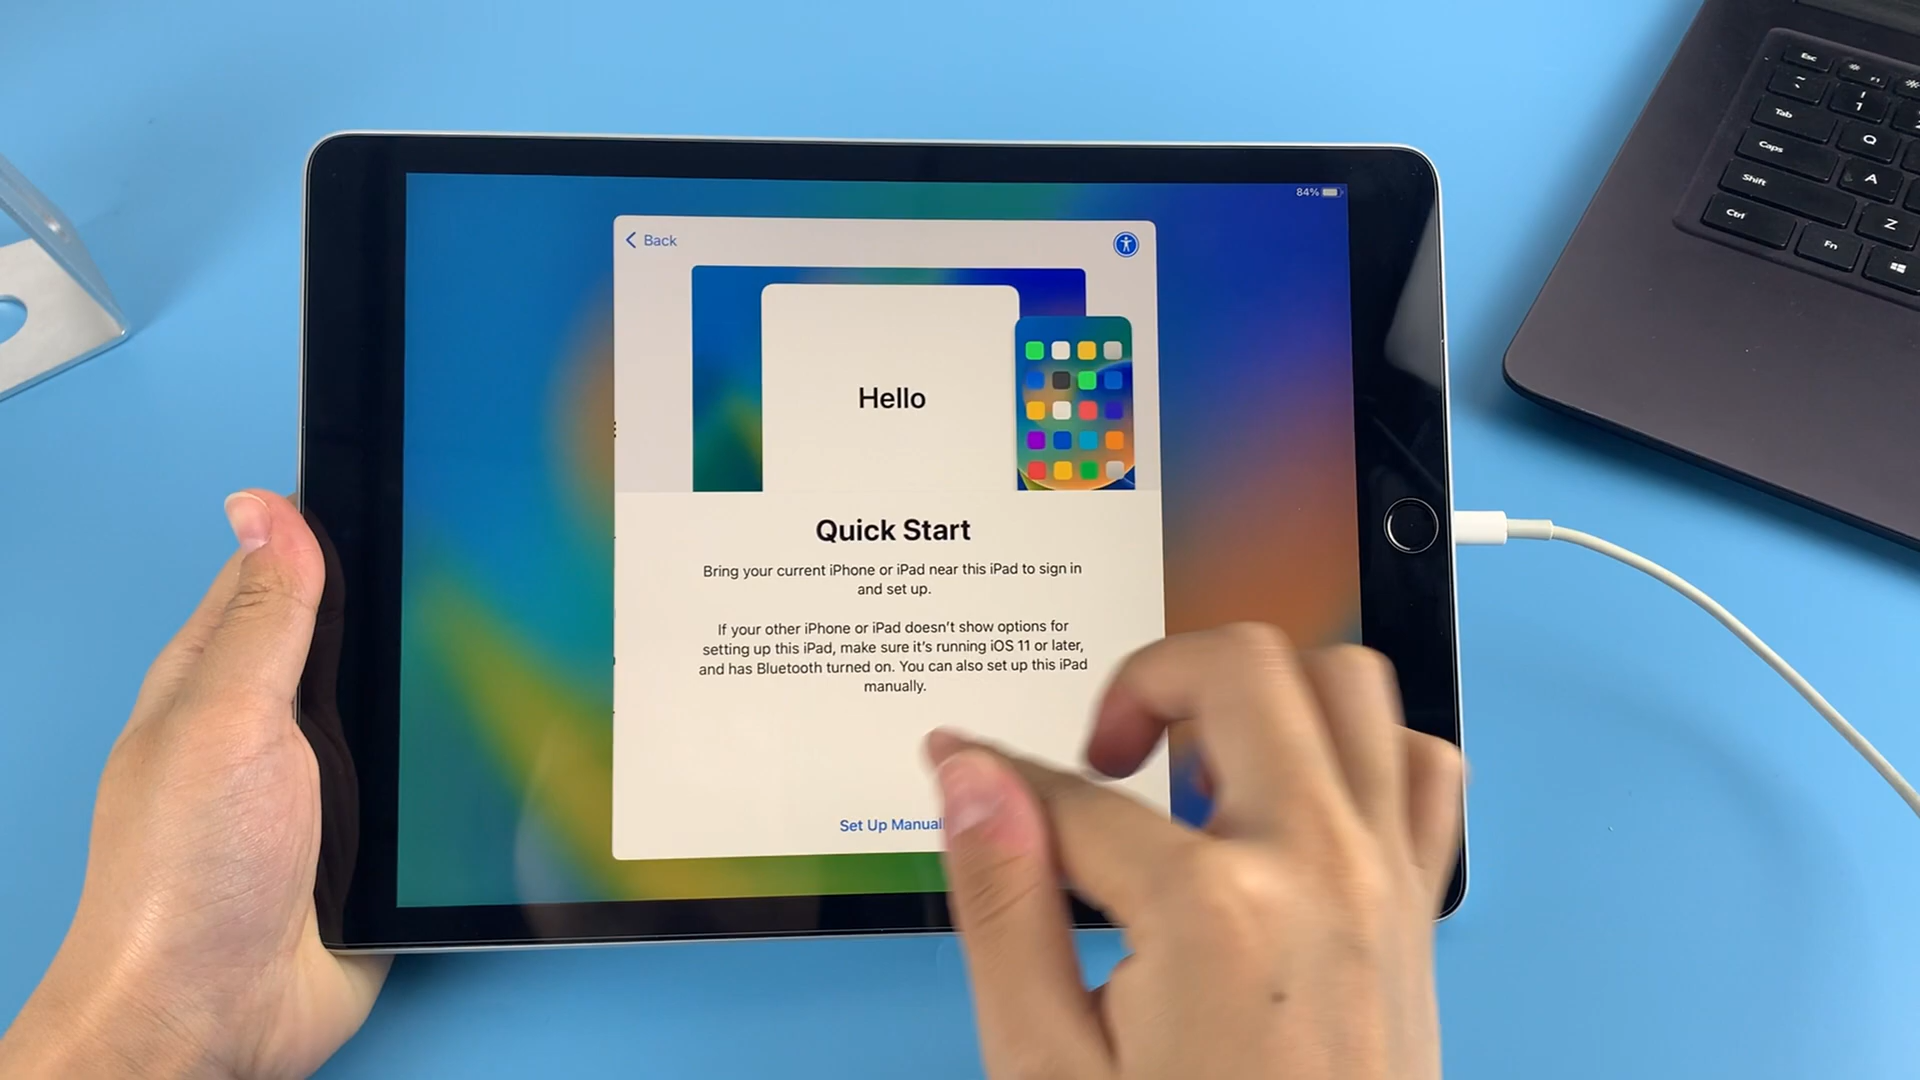 84%
Back
Hello
Quick Start
Bring your current iPhone or iPad near this iPad to sign in
and set up.
If your other iPhone or iPad doesn’t show options for
setting up this iPad, make sure it’s running iOS 11 or later,
and has Bluetooth turned on. You can also set up this iPad
manually.
Set Up Manuall
Esc
F1
1
Tab
Q
Caps
A
Shift
Z
Ctrl
Fn